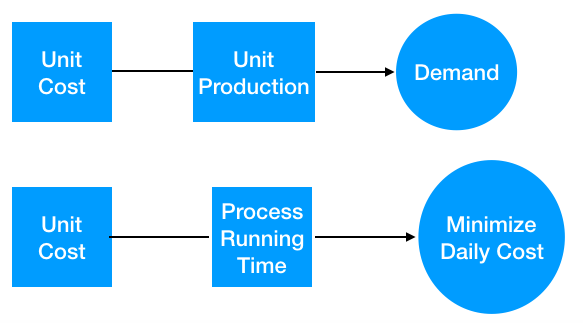 Unit
Cost
Unit
Production
Demand
Unit
Cost
Process
Running
Time
Minimize
Daily Cost